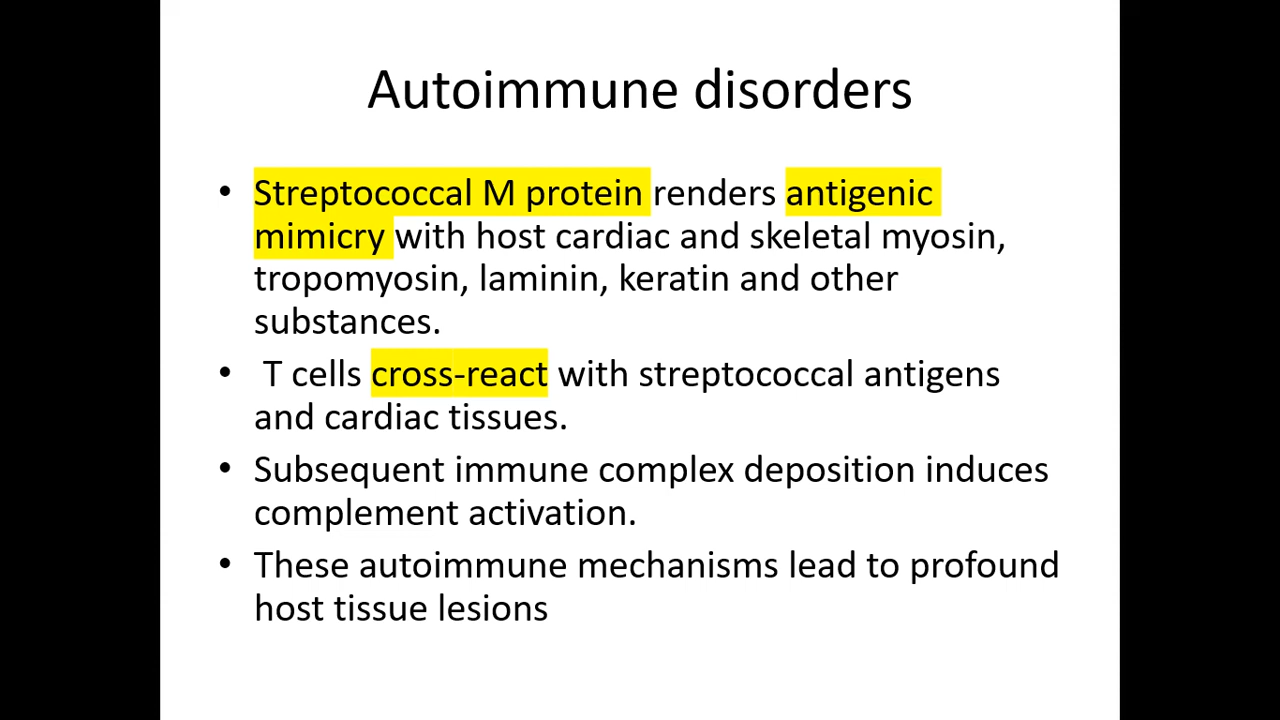 Autoimmune disorders
• Streptococcal M protein renders antigenic
mimicry with host cardiac and skeletal myosin,
tropomyosin, laminin, keratin and other
substances.
• T cells cross-react with streptococcal antigens
and cardiac tissues.
• Subsequent immune complex deposition induces
complement activation.
• These autoimmune mechanisms lead to profound
host tissue lesions